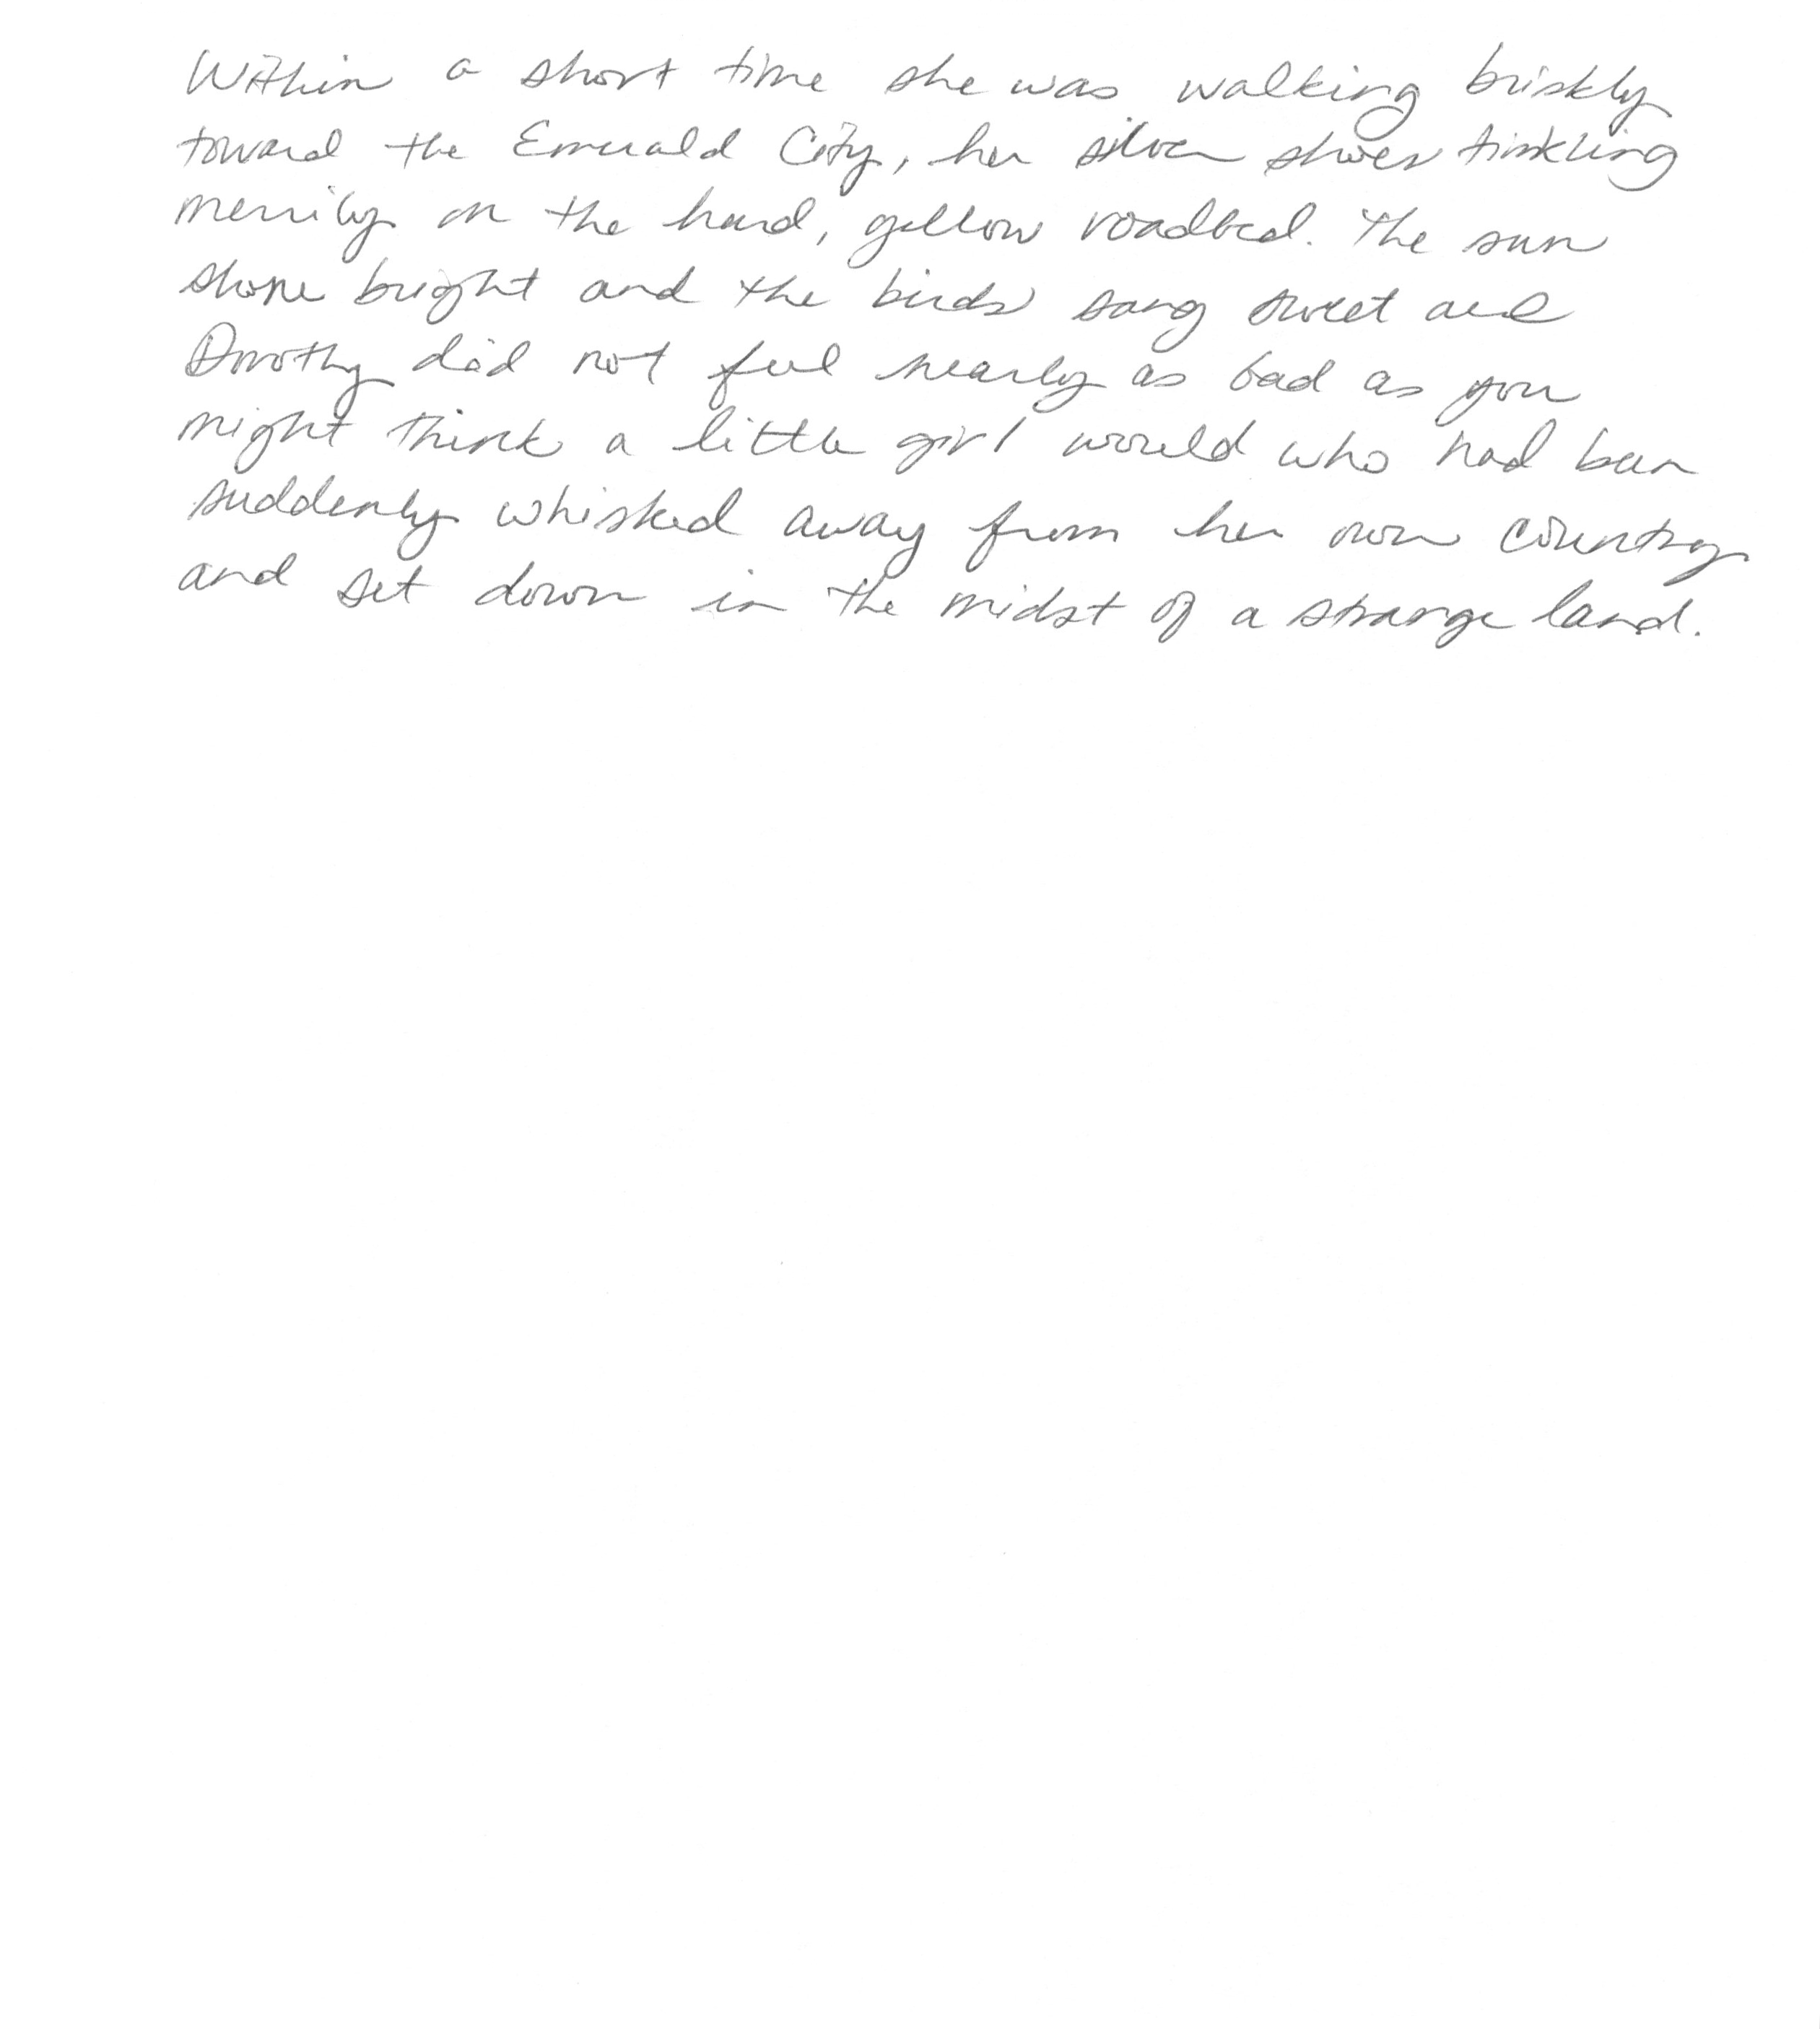 Within a short time she was walking briskly
toward the Emerald City, her silver shoes tinkling
merrily on the hard, yellow roadbed. The sun
shone bright and the birds sang sweet and
Dorothy did not feel nearly as bad as you
might think a little girl would who had been
suddenly whisked away from her own country
and set down in the midst of a strange land.